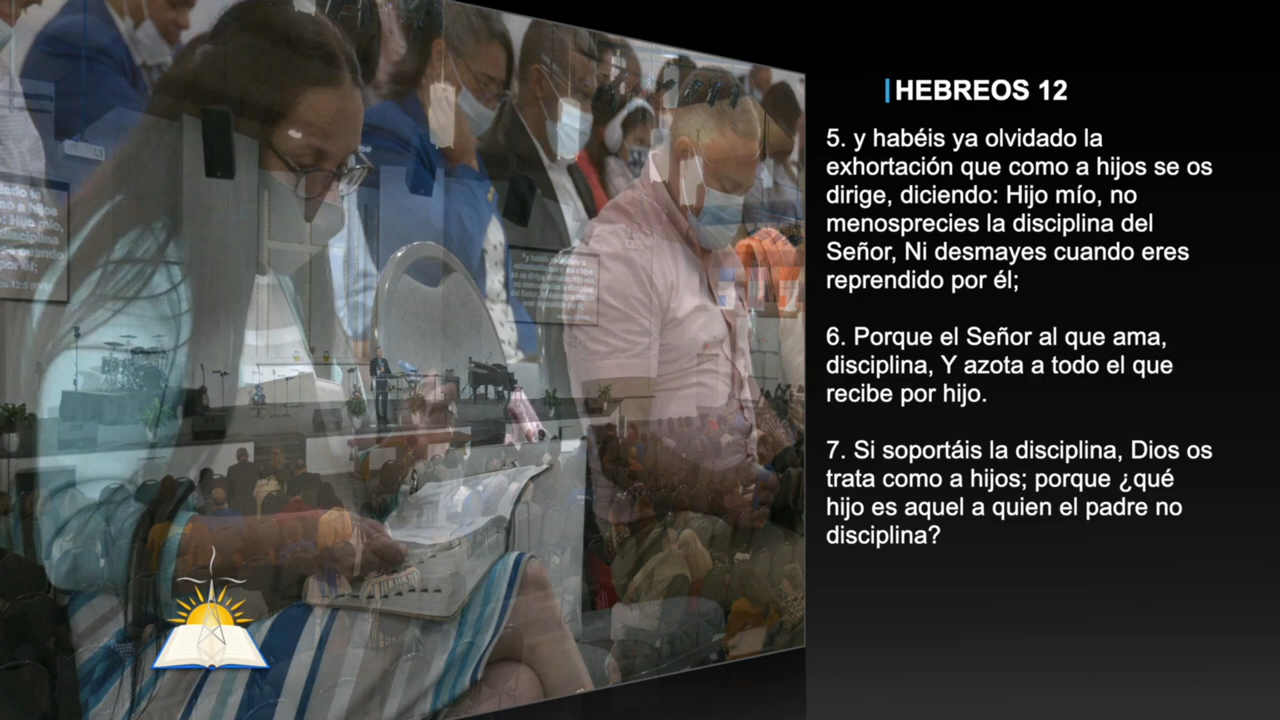 HEBREOS 12
5. y habéis ya olvidado la
exhortación que como a hijos se os
dirige, diciendo: Hijo mío, no
menosprecies la disciplina del
Señor, Ni desmayes cuando eres
reprendido por él;
6. Porque el Señor al que ama,
disciplina, Y azota a todo el que
recibe por hijo.
7. Si soportáis la disciplina, Dios os
trata como a hijos; porque ¿qué
hijo es aquel a quien el padre no
disciplina?